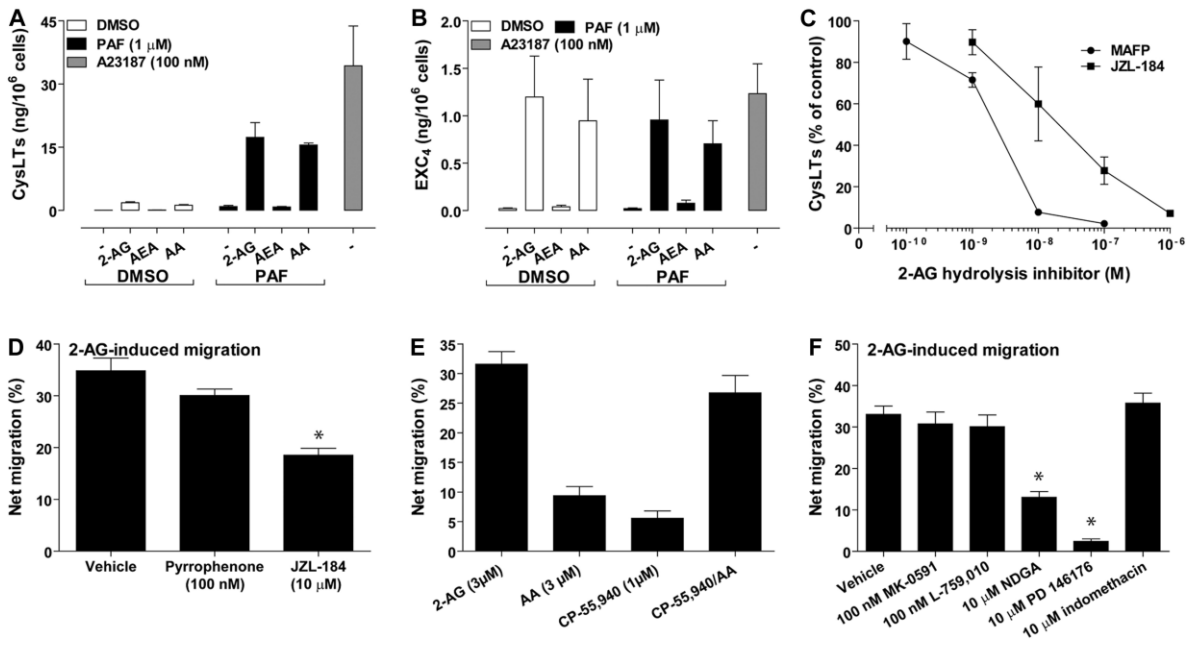 A
CysLTs (ng/10⁶ cells)
45
30
15
0
DMSO
PAF (1 μM)
A23187 (100 nM)
- 2-AG AEA AA - 2-AG AEA AA -
DMSO PAF
B
EXC₄ (ng/10⁶ cells)
2.0
1.5
1.0
0.5
0.0
DMSO PAF (1 μM)
A23187 (100 nM)
- 2-AG AEA AA - 2-AG AEA AA -
DMSO PAF
C
CysLTs (% of control)
100
80
60
40
20
0
MAFP
JZL-184
0 10⁻¹⁰ 10⁻⁹ 10⁻⁸ 10⁻⁷ 10⁻⁶
2-AG hydrolysis inhibitor (M)
D
2-AG-induced migration
Net migration (%)
40
30
20
10
0
*
Vehicle Pyrrophenone JZL-184
(100 nM) (10 μM)
E
Net migration (%)
35
30
25
20
15
10
5
0
2-AG (3μM) AA (3 μM) CP-55,940 (1μM) CP-55,940/AA
F
2-AG-induced migration
Net migration (%)
50
40
30
20
10
0
* *
Vehicle 100 nM MK-0591 100 nM L-759,010 10 μM NDGA 10 μM PD 146176 10 μM indomethacin